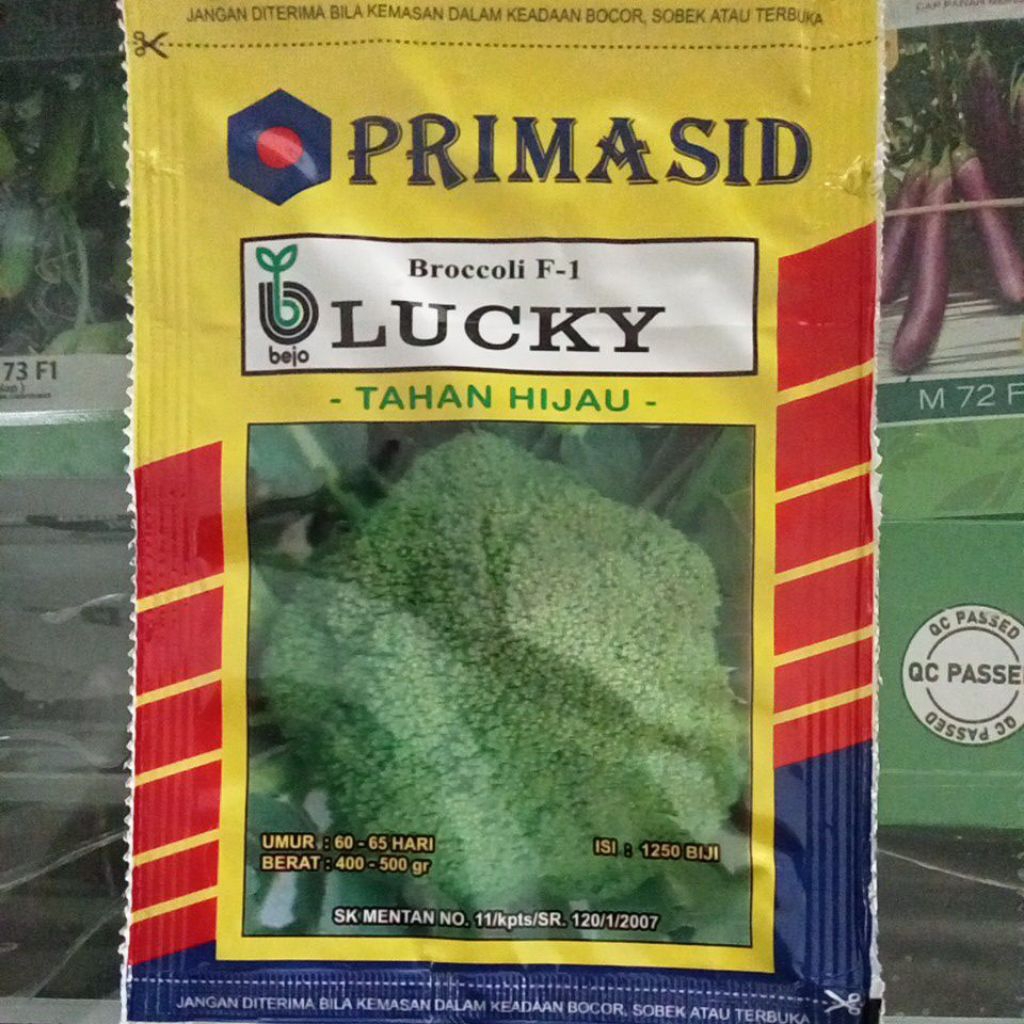 JANGAN DITERIMA BILA KEMASAN DALAM KEADAAN BOCOR, SOBEK ATAU TERBUKA
PRIMASID
Broccoli F-1
bejo
LUCKY
- TAHAN HIJAU -
73 F1
M 72 F
QC PASSED
QC PASSE
QC PASSED
UMUR : 60 - 65 HARI
BERAT : 400 - 500 gr
ISI : 1250 BIJI
SK MENTAN NO. 11/kpts/SR. 120/1/2007
JANGAN DITERIMA BILA KEMASAN DALAM KEADAAN BOCOR, SOBEK ATAU TERBUKA